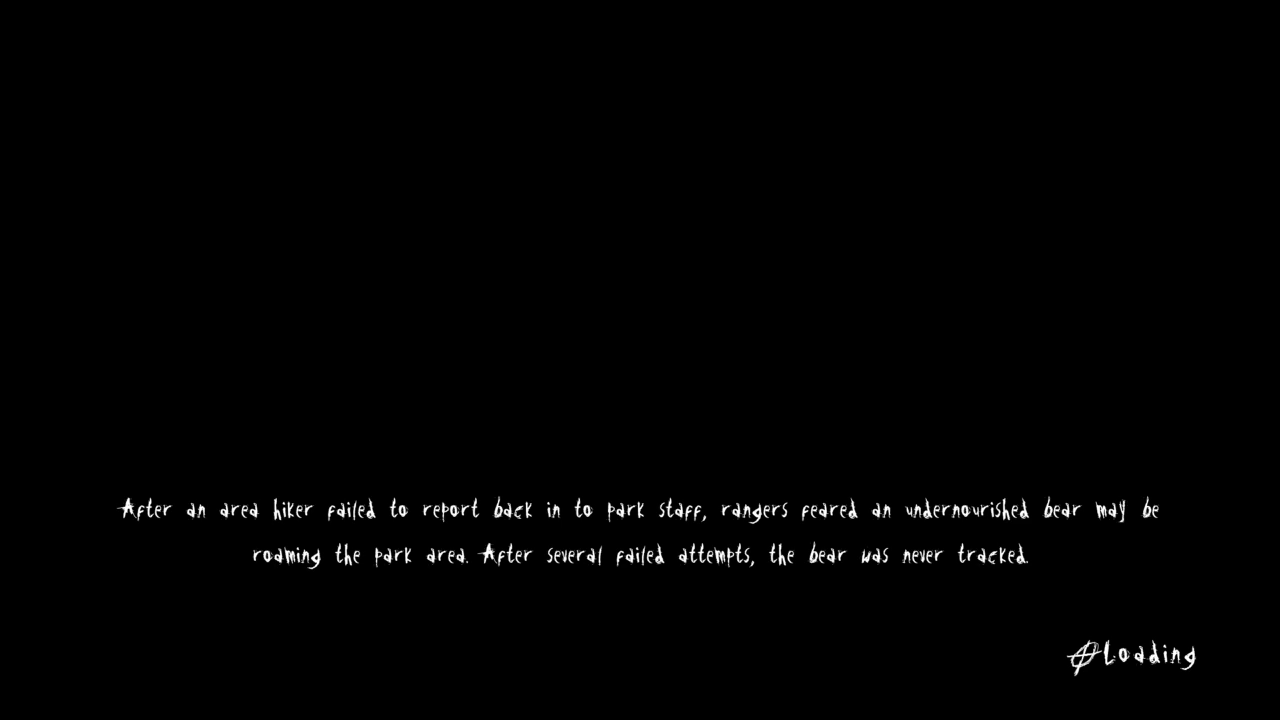 After an area hiker failed to report back in to park staff, rangers feared an undernourished bear may be
roaming the park area. After several failed attempts, the bear was never tracked.
Loading